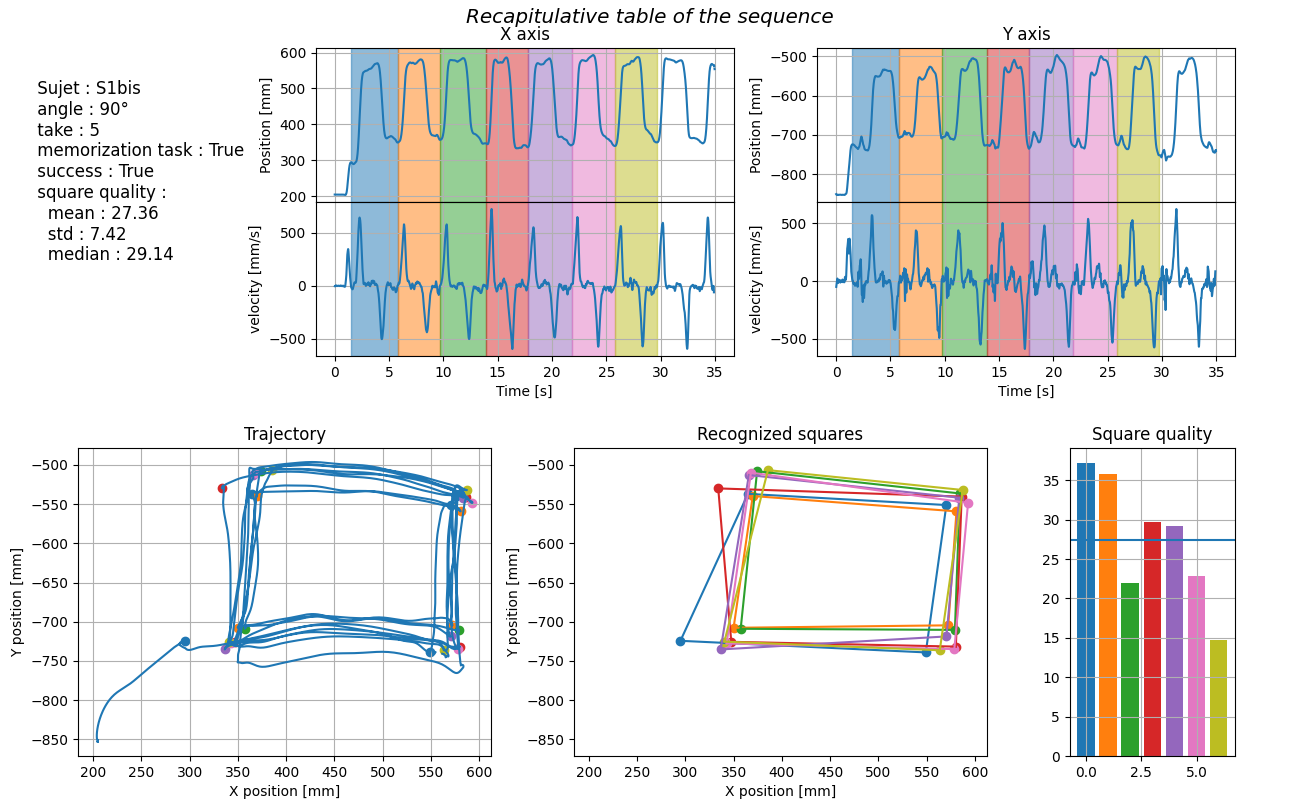 Recapitulative table of the sequence
Sujet : S1bis
angle : 90°
take : 5
memorization task : True
success : True
square quality :
mean : 27.36
std : 7.42
median : 29.14
X axis
Position [mm]
600
500
400
300
200
velocity [mm/s]
500
0
−500
0 5 10 15 20 25 30 35
Time [s]
Y axis
Position [mm]
−500
−600
−700
−800
velocity [mm/s]
500
0
−500
0 5 10 15 20 25 30 35
Time [s]
Trajectory
Y position [mm]
−500
−550
−600
−650
−700
−750
−800
−850
200 250 300 350 400 450 500 550 600
X position [mm]
Recognized squares
Y position [mm]
−500
−550
−600
−650
−700
−750
−800
−850
200 250 300 350 400 450 500 550 600
X position [mm]
Square quality
35
30
25
20
15
10
5
0
0.0 2.5 5.0